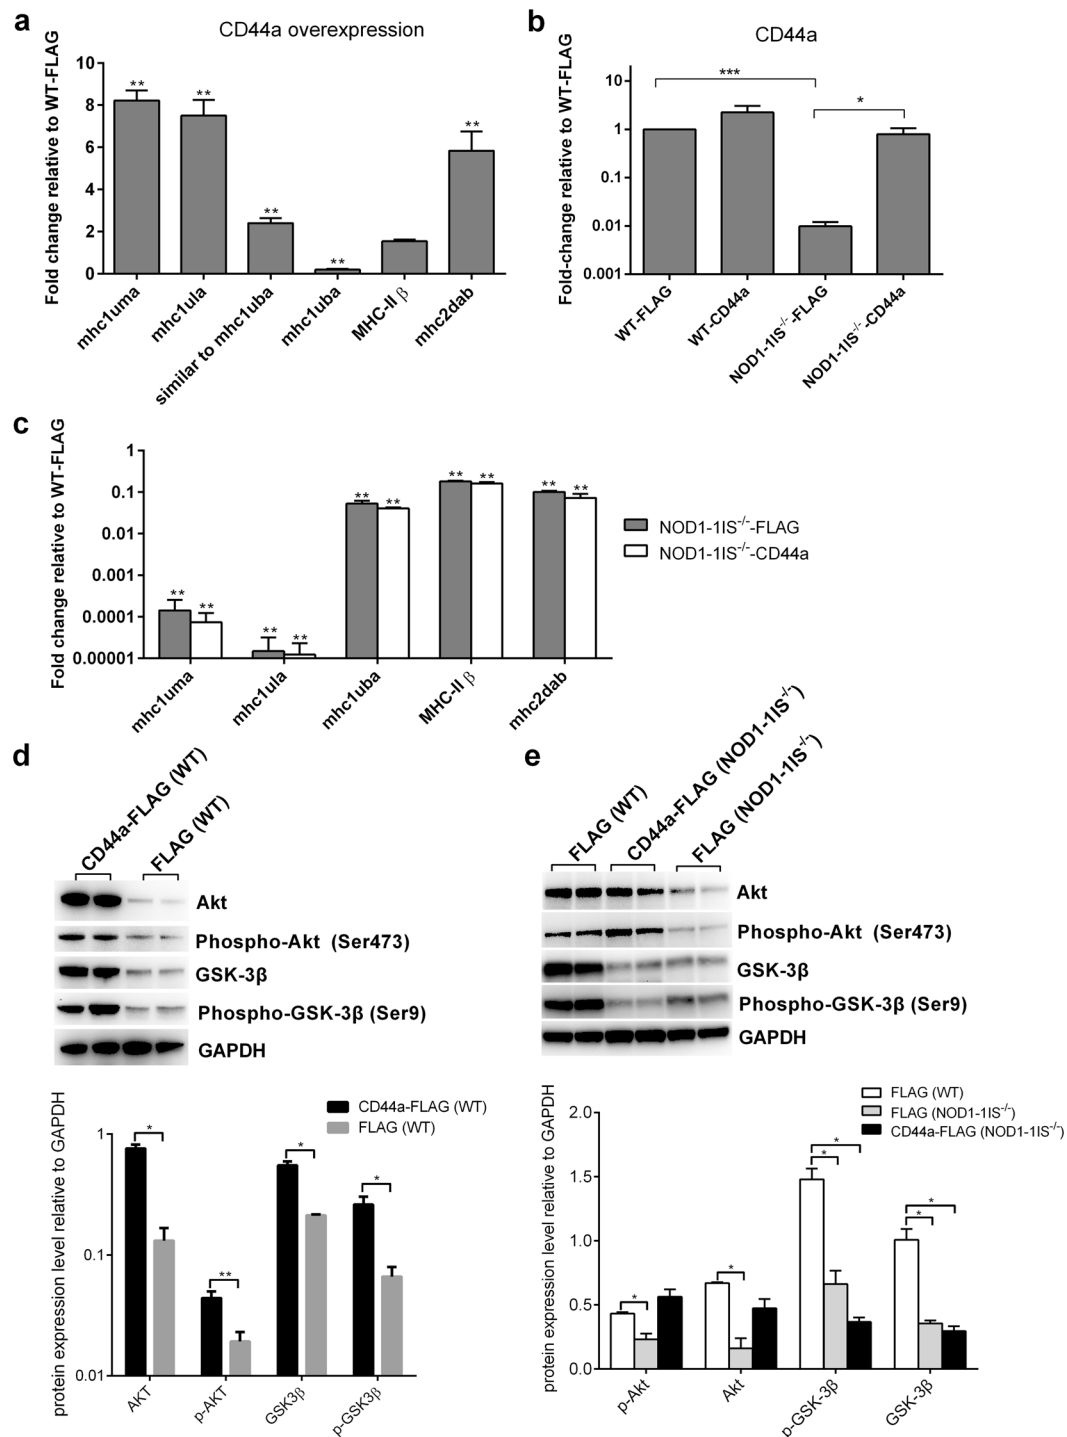 a
CD44a overexpression
Fold change relative to WT-FLAG
10
8
6
4
2
0
**
**
**
**
**
mhc1uma
mhc1ula
similar to mhc1uba
mhc1uba
MHC-II β
mhc2dab
b
CD44a
Fold-change relative to WT-FLAG
10
1
0.1
0.01
0.001
***
*
WT-FLAG
WT-CD44a
NOD1-1IS-/--FLAG
NOD1-1IS-/--CD44a
c
Fold change relative to WT-FLAG
1
0.1
0.01
0.001
0.0001
0.00001
** **
** **
** **
** **
** **
mhc1uma
mhc1ula
mhc1uba
MHC-II β
mhc2dab
NOD1-1IS-/--FLAG
NOD1-1IS-/--CD44a
d
CD44a-FLAG (WT)
FLAG (WT)
Akt
Phospho-Akt (Ser473)
GSK-3β
Phospho-GSK-3β (Ser9)
GAPDH
protein expression level relative to GAPDH
1
0.1
0.01
CD44a-FLAG (WT)
FLAG (WT)
*
**
*
*
AKT
p-AKT
GSK3β
p-GSK3β
e
FLAG (WT)
CD44a-FLAG (NOD1-1IS-/-)
FLAG (NOD1-1IS-/-)
Akt
Phospho-Akt (Ser473)
GSK-3β
Phospho-GSK-3β (Ser9)
GAPDH
protein expression level relative to GAPDH
2.0
1.5
1.0
0.5
0.0
FLAG (WT)
FLAG (NOD1-1IS-/-)
CD44a-FLAG (NOD1-1IS-/-)
*
*
*
*
*
*
p-Akt
Akt
p-GSK-3β
GSK-3β